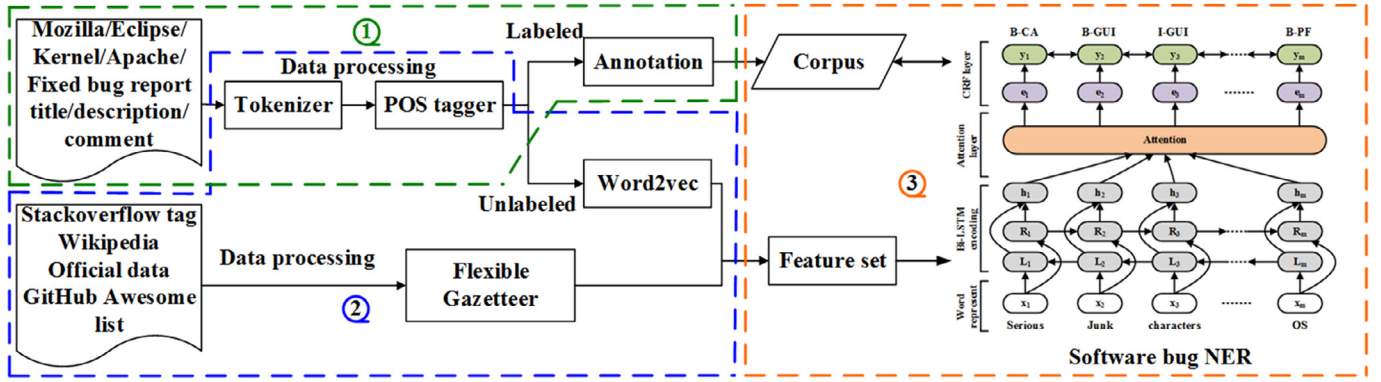 Mozilla/Eclipse/
Kernel/Apache/
Fixed bug report
title/description/
comment
1
Data processing
Tokenizer
POS tagger
Labeled
Annotation
Unlabeled
Word2vec
Stackoverflow tag
Wikipedia
Official data
GitHub Awesome
list
Data processing
2
Flexible
Gazetteer
Corpus
Feature set
3
B-CA B-GUI I-GUI B-PF
CRF layer
y1 y2 y3 ...... ym
e1 e2 e3 ...... em
Attention
layer
Attention
Bi-LSTM
encoding
h1 h2 h3 hm
R1 R2 R3 ...... Rm
L1 L2 L3 ...... Lm
Word
represent
x1 x2 x3 ...... xm
Serious Junk characters OS
Software bug NER